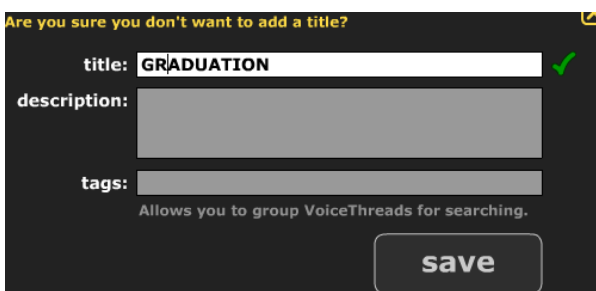 Are you sure you don't want to add a title?
title: GRADUATION
description:
tags:
Allows you to group VoiceThreads for searching.
save